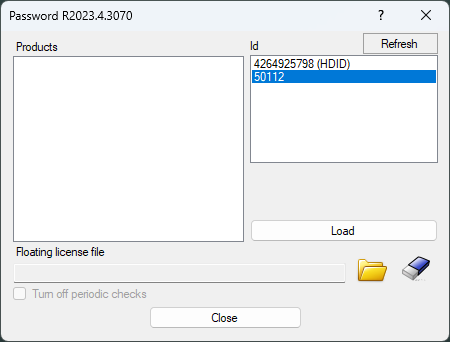 Password R2023.4.3070
?
Products
Id
Refresh
4264925798 (HDID)
50112
Load
Floating license file
Turn off periodic checks
Close